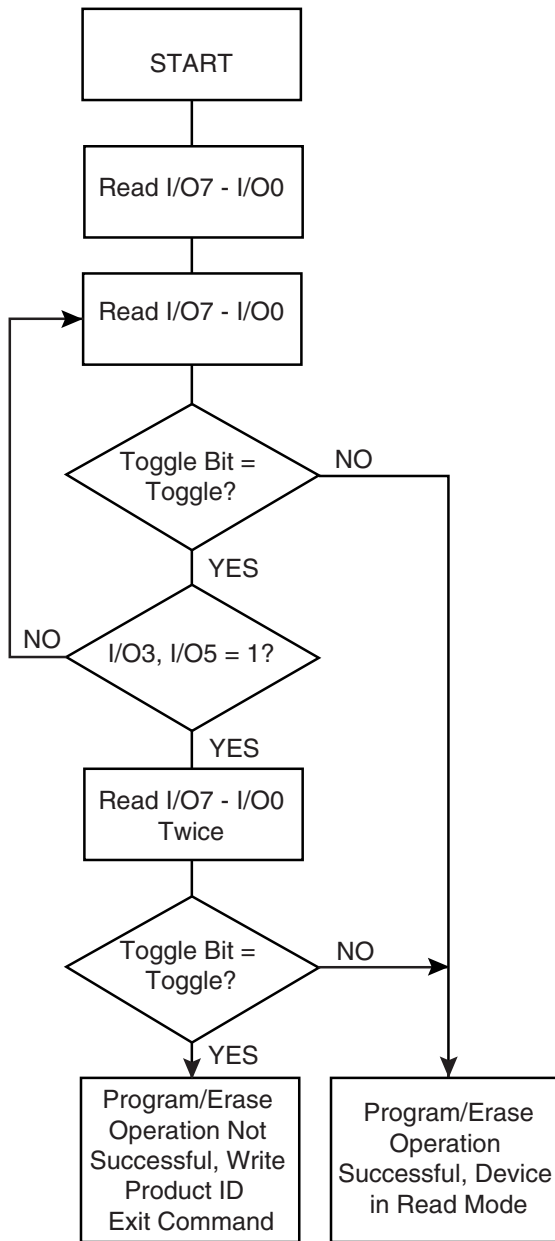 START
Read I/O7 - I/O0
Read I/O7 - I/O0
Toggle Bit =
Toggle?
NO
YES
NO
I/O3, I/O5 = 1?
YES
Read I/O7 - I/O0
Twice
Toggle Bit =
Toggle?
NO
YES
Program/Erase
Operation Not
Successful, Write
Product ID
Exit Command
Program/Erase
Operation
Successful, Device
in Read Mode